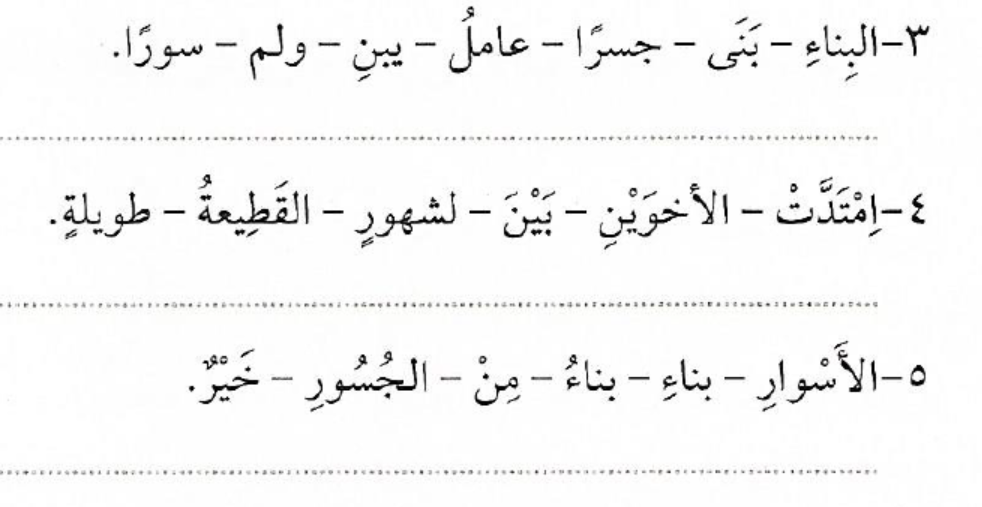 ٣-البِناءِ - بَنَى - جسرًا - عاملُ - يبنِ - ولم - سورًا.
٤-اِمْتَدَّتْ - الأخوَيْنِ - بَيْنَ - لشهورٍ - القَطِيعةُ - طويلةٍ.
٥-الأَسْوارِ - بناءِ - بناءُ - مِنْ - الجُسُورِ - خَيْرٌ.